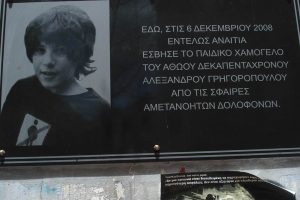 ΕΔΩ, ΣΤΙΣ 6 ΔΕΚΕΜΒΡΙΟΥ 2008
ΕΝΤΕΛΩΣ ΑΝΑΙΤΙΑ
ΕΣΒΗΣΕ ΤΟ ΠΑΙΔΙΚΟ ΧΑΜΟΓΕΛΟ
ΤΟΥ ΑΘΩΟΥ ΔΕΚΑΠΕΝΤΑΧΡΟΝΟΥ
ΑΛΕΞΑΝΔΡΟΥ ΓΡΗΓΟΡΟΠΟΥΛΟΥ
ΑΠΟ ΤΙΣ ΣΦΑΙΡΕΣ
ΑΜΕΤΑΝΟΗΤΩΝ ΔΟΛΟΦΟΝΩΝ.